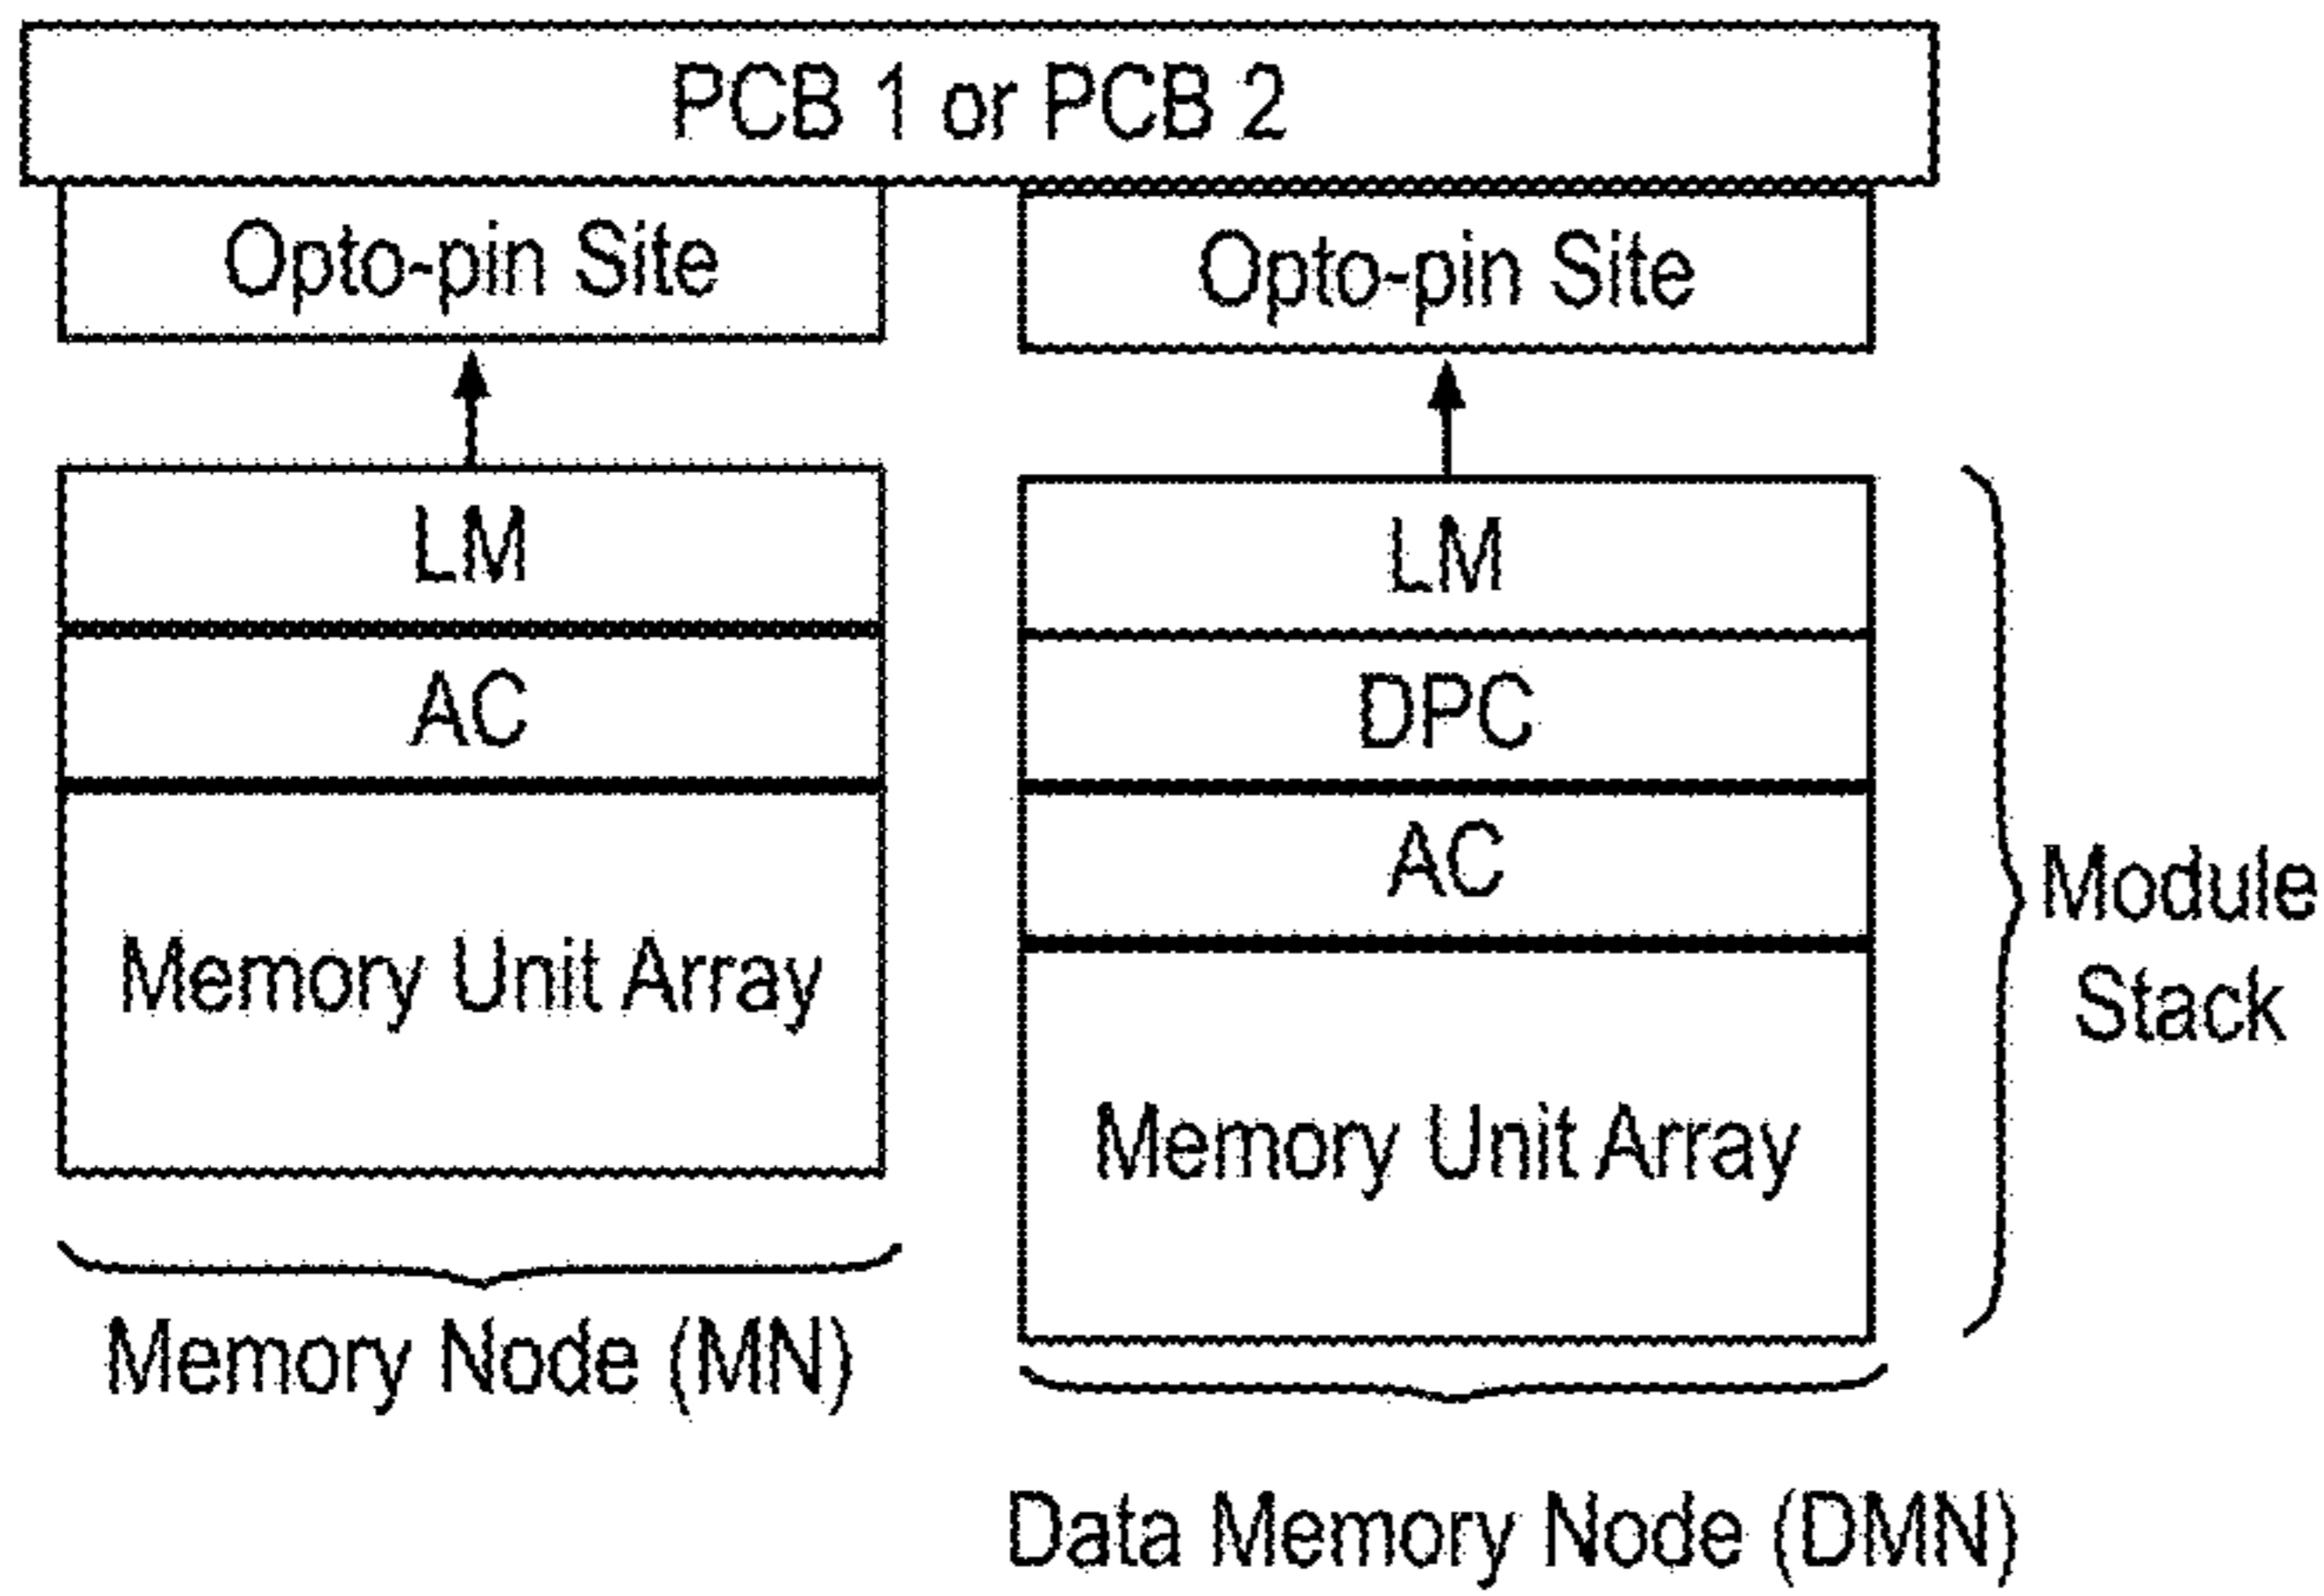 PCB 1 or PCB 2
Opto-pin Site
Opto-pin Site
LM
AC
Memory Unit Array
Memory Node (MN)
LM
DPC
AC
Memory Unit Array
Data Memory Node (DMN)
Module
Stack